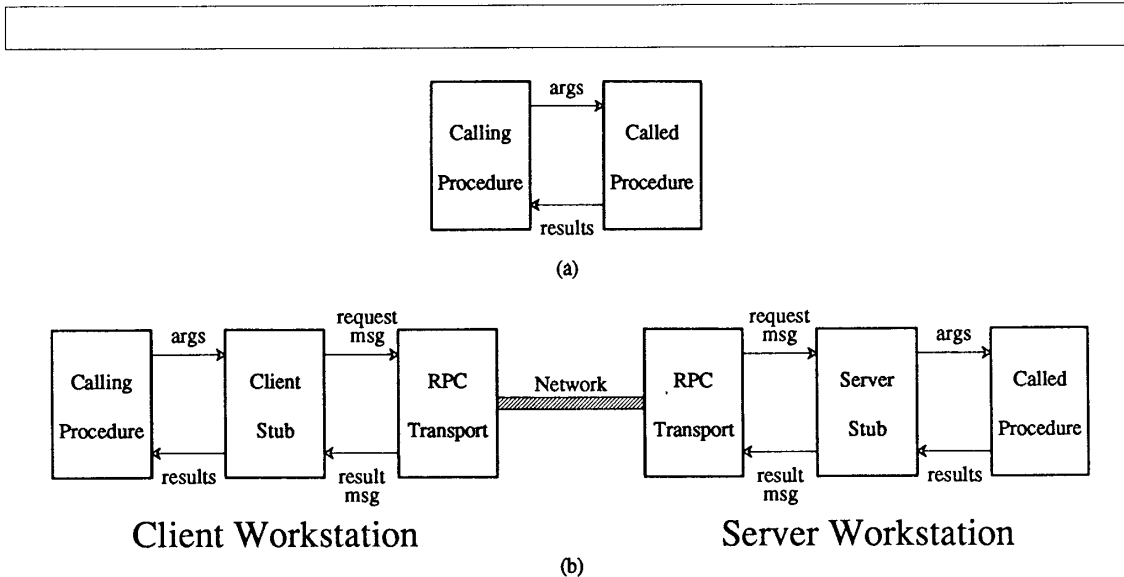 args
Calling
Procedure
Called
Procedure
results
(a)
args
request
msg
Calling
Procedure
Client
Stub
RPC
Transport
results
result
msg
Network
request
msg
args
RPC
Transport
Server
Stub
Called
Procedure
result
msg
results
Client Workstation
Server Workstation
(b)